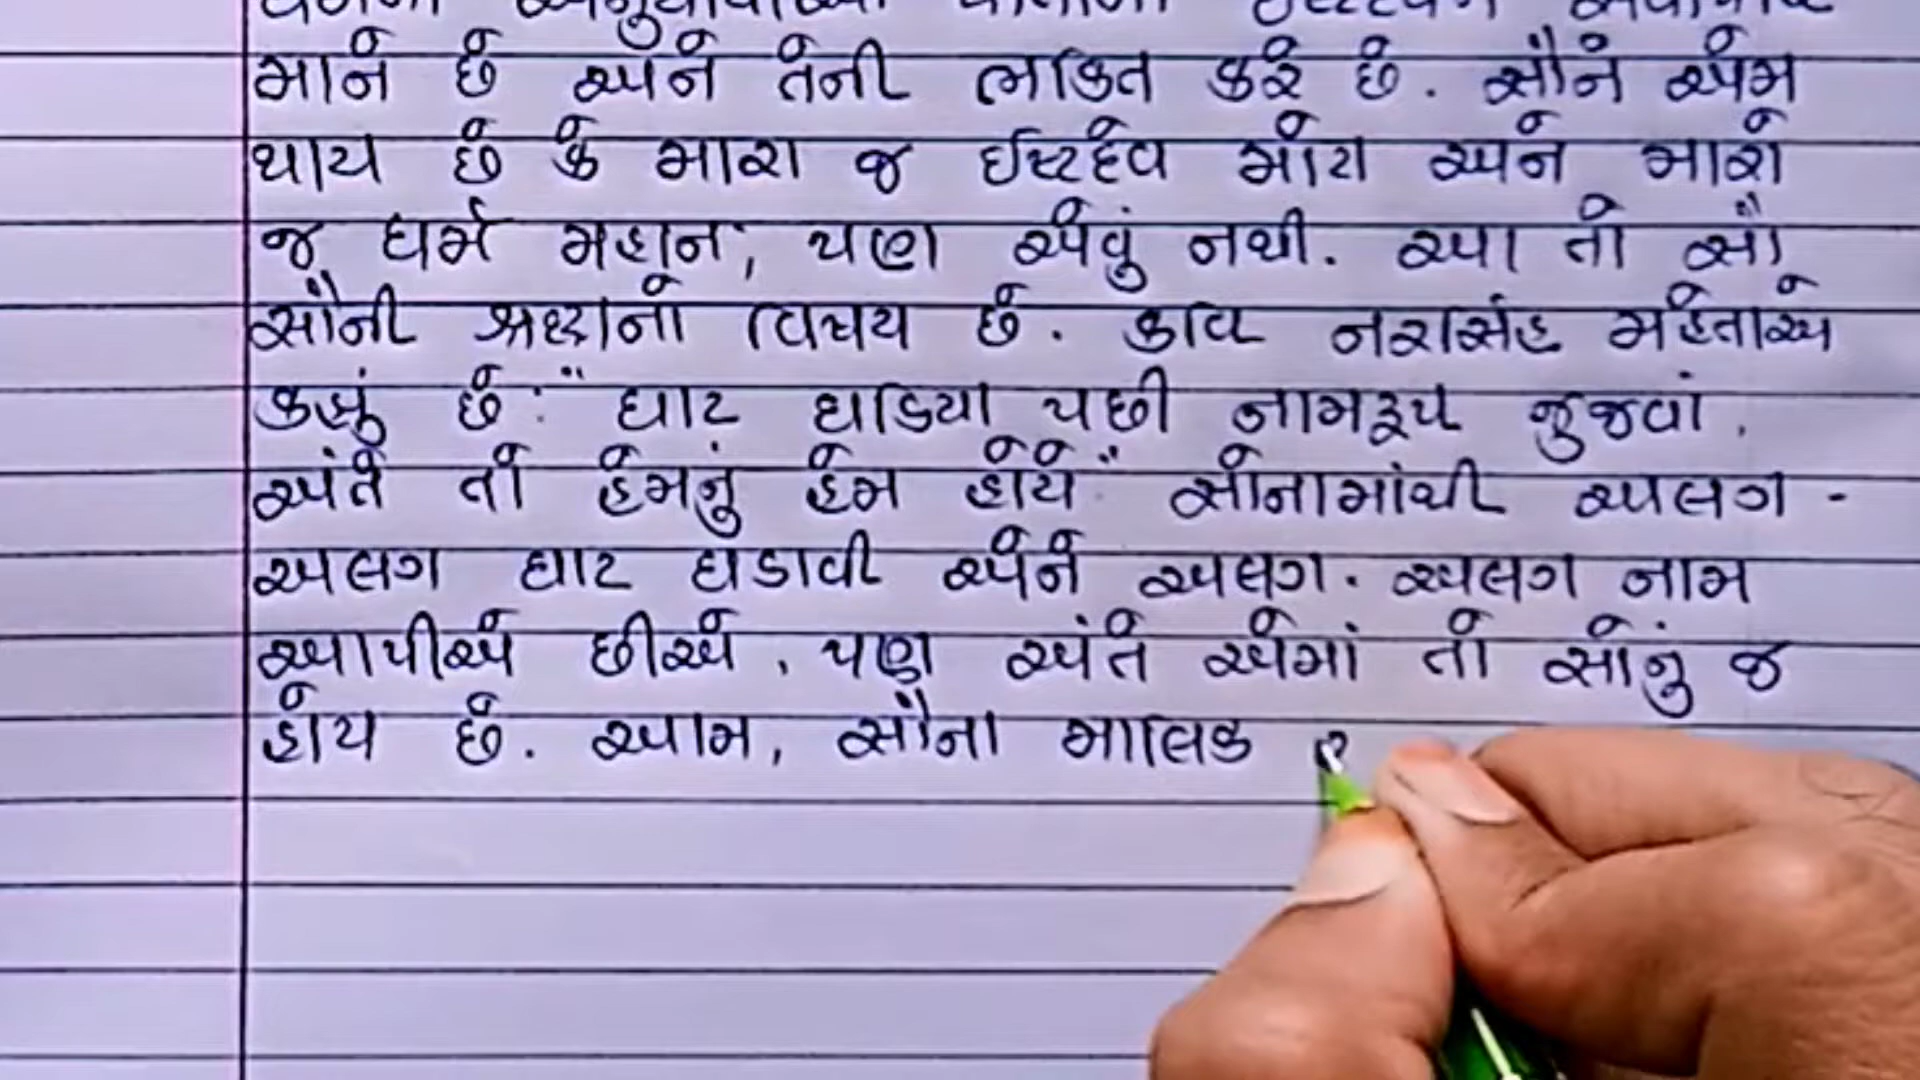 માને છે અને તેની ભક્તિ કરે છે. સૌને એમ
થાય છે કે મારા જ ઈષ્ટદેવ મોટા અને મારો
જ ધર્મ મહાન, પણ એવું નથી. આ તો સૌ
સૌની શ્રદ્ધાનો વિષય છે. કવિ નરસિંહ મહેતાએ
કહ્યું છે: "ઘાટ ઘડિયા પછી નામરૂપ જુજવાં,
અંતે તો હેમનું હેમ હોયે" સોનામાંથી અલગ -
અલગ ઘાટ ઘડાવી એને અલગ-અલગ નામ
આપીએ છીએ, પણ અંતે એમાં તો સોનું જ
હોય છે. આમ, સૌના માલિક